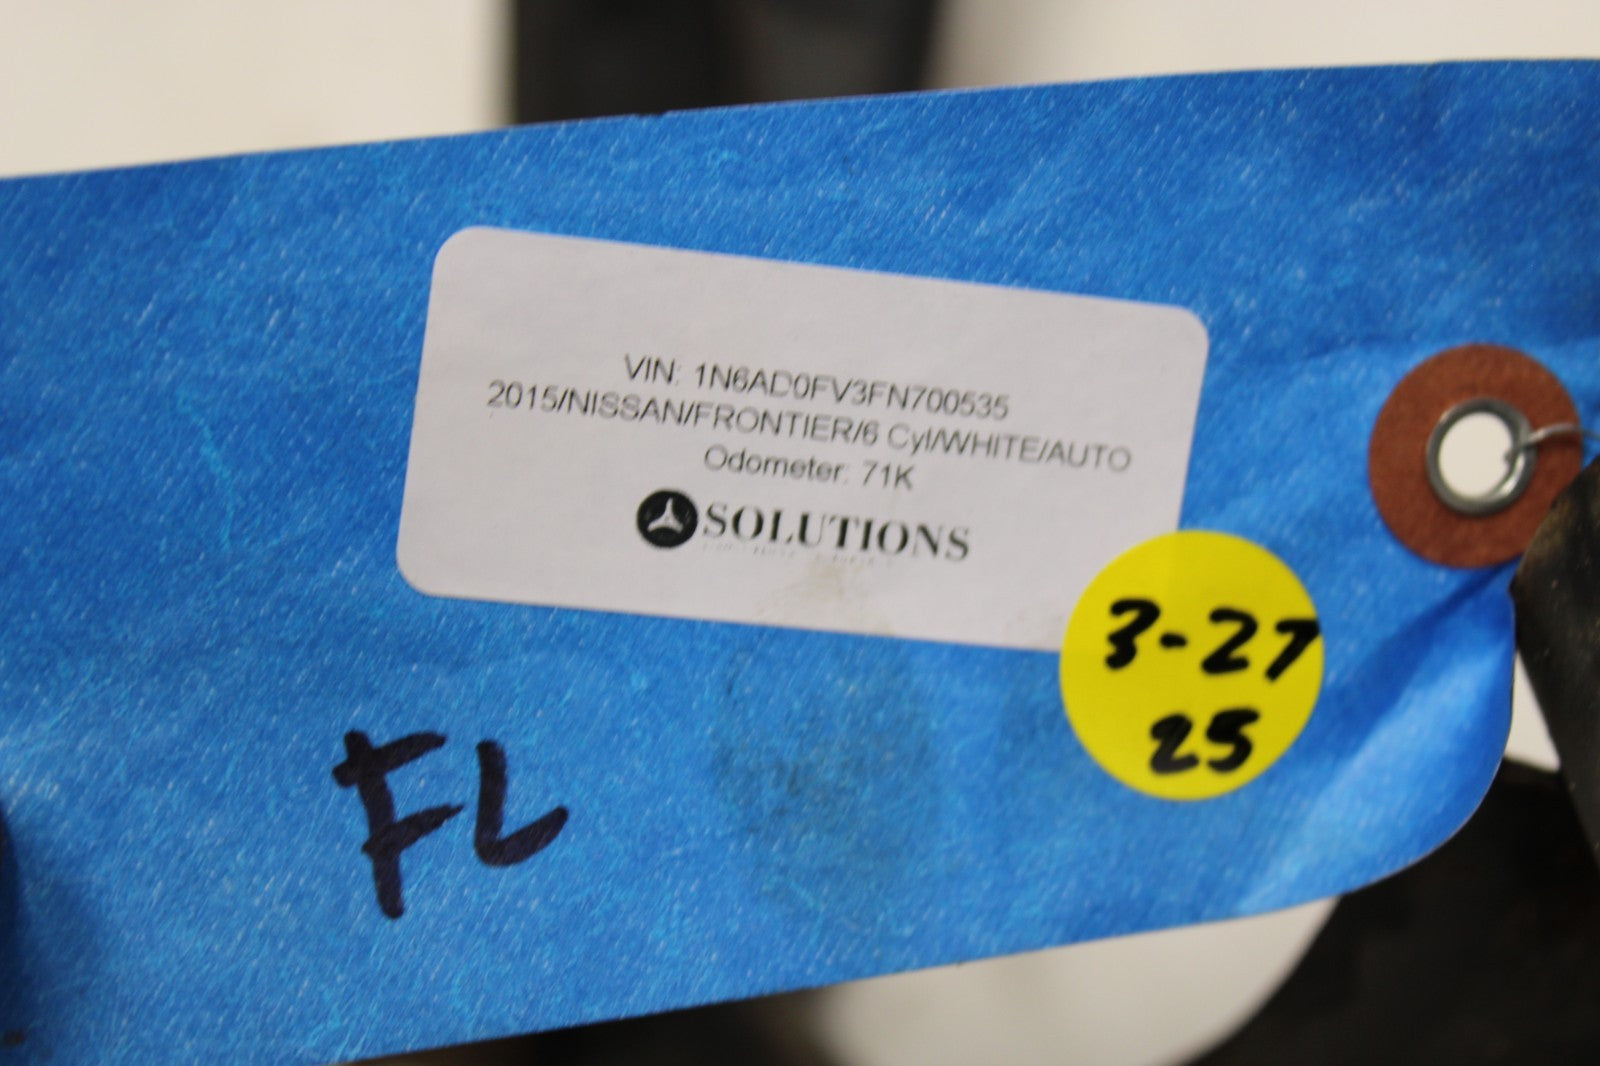 VIN: 1N6AD0FV3FN700535
2015/NISSAN/FRONTIER/6 Cyl/WHITE/AUTO
Odometer: 71K
SOLUTIONS
3-27
25
FL